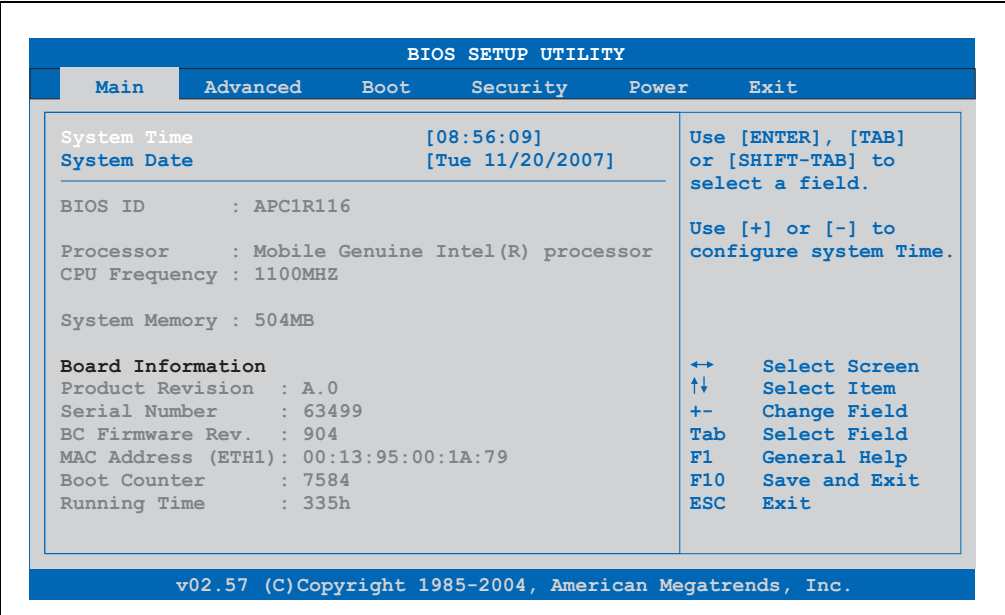 BIOS SETUP UTILITY
Main Advanced Boot Security Power Exit
System Time [08:56:09]
System Date [Tue 11/20/2007]
BIOS ID : APC1R116
Processor : Mobile Genuine Intel(R) processor
CPU Frequency : 1100MHZ
System Memory : 504MB
Board Information
Product Revision : A.0
Serial Number : 63499
BC Firmware Rev. : 904
MAC Address (ETH1): 00:13:95:00:1A:79
Boot Counter : 7584
Running Time : 335h
Use [ENTER], [TAB]
or [SHIFT-TAB] to
select a field.
Use [+] or [-] to
configure system Time.
↔ Select Screen
↑↓ Select Item
+- Change Field
Tab Select Field
F1 General Help
F10 Save and Exit
ESC Exit
v02.57 (C)Copyright 1985-2004, American Megatrends, Inc.